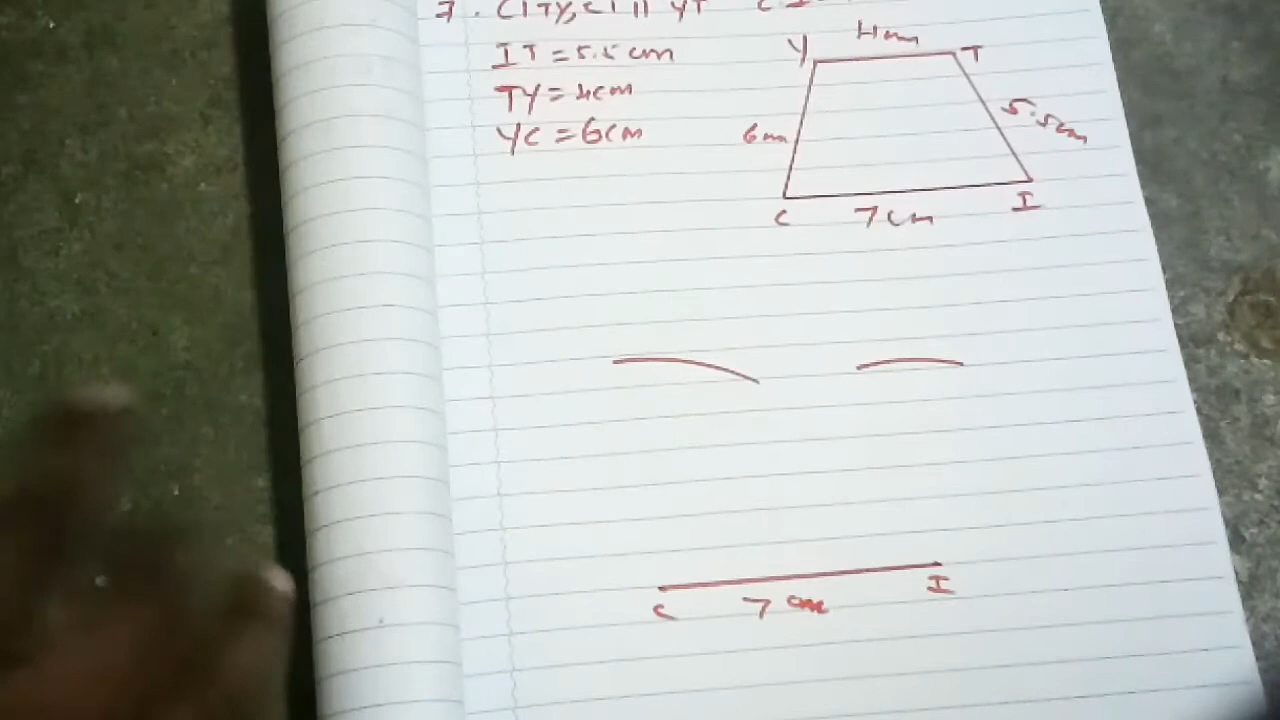 IT = 5.5 cm
TY = 4cm
YC = 6cm
Y 4cm T
6cm
5.5cm
C 7cm I
C 7 cm I